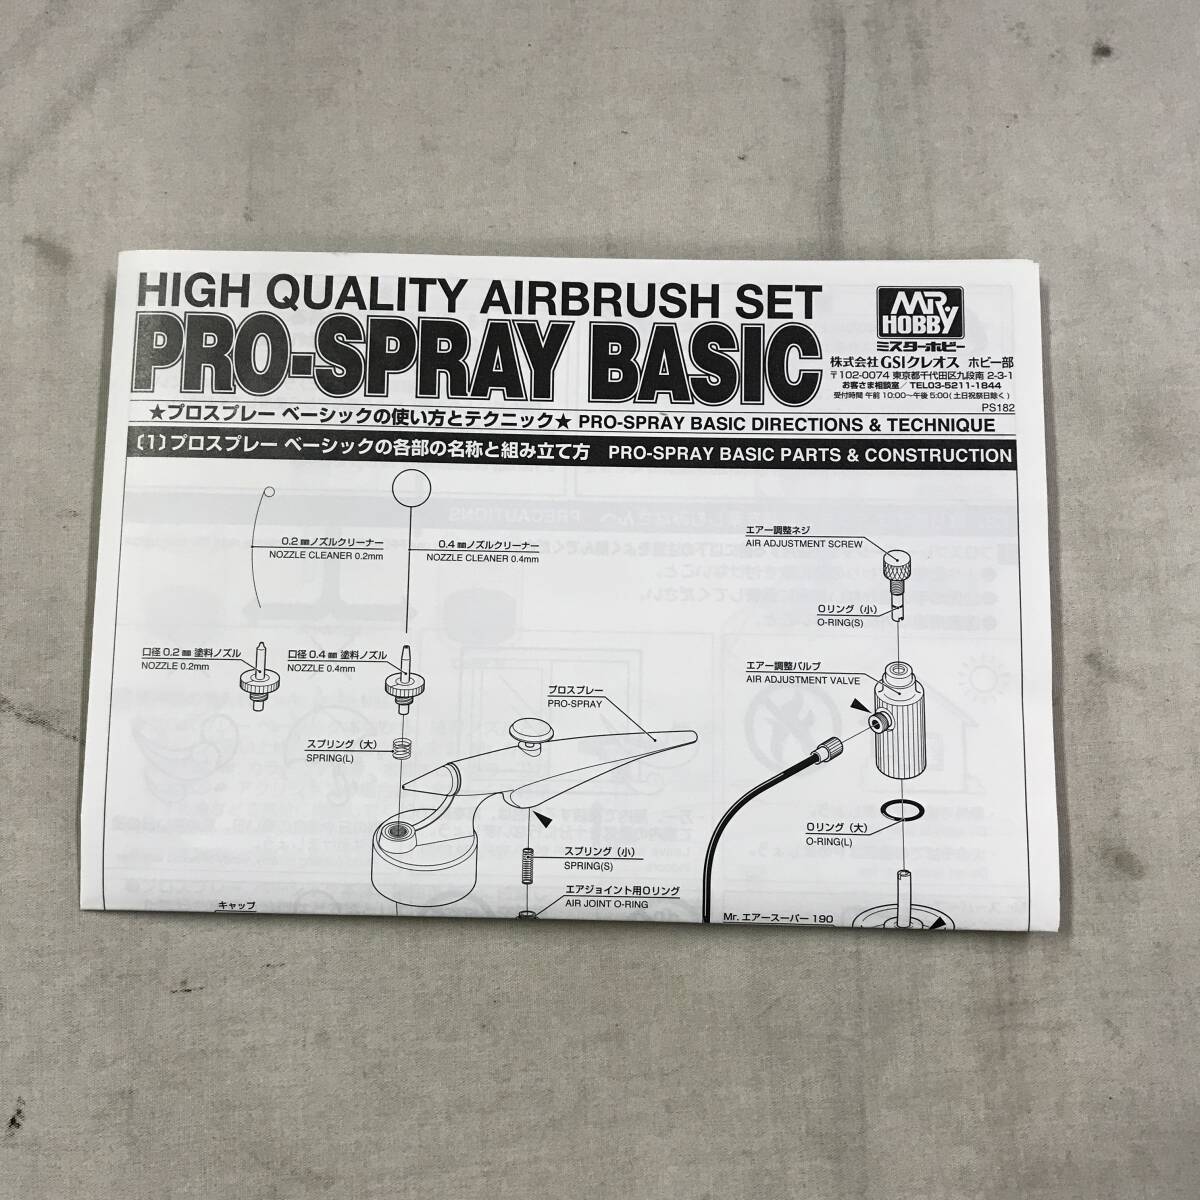 HIGH QUALITY AIRBRUSH SET
PRO-SPRAY BASIC
MR. HOBBY
ミスターホビー
株式会社 GSIクレオス ホビー部
〒102-0074 東京都千代田区九段南 2-3-1
お客さま相談室/TEL03-5211-1844
受付時間 午前 10:00~午後 5:00(土日祝祭日除く)
PS182
★プロスプレー ベーシックの使い方とテクニック★ PRO-SPRAY BASIC DIRECTIONS & TECHNIQUE
(1)プロスプレー ベーシックの各部の名称と組み立て方 PRO-SPRAY BASIC PARTS & CONSTRUCTION
0.2㎜ノズルクリーナー
NOZZLE CLEANER 0.2mm
0.4㎜ノズルクリーナー
NOZZLE CLEANER 0.4mm
エアー調整ネジ
AIR ADJUSTMENT SCREW
Oリング(小)
O-RING(S)
口径0.2㎜塗料ノズル
NOZZLE 0.2mm
口径0.4㎜塗料ノズル
NOZZLE 0.4mm
エアー調整バルブ
AIR ADJUSTMENT VALVE
プロスプレー
PRO-SPRAY
スプリング(大)
SPRING(L)
Oリング(大)
O-RING(L)
スプリング(小)
SPRING(S)
エアジョイント用Oリング
AIR JOINT O-RING
キャップ
Mr. エアースーパー190